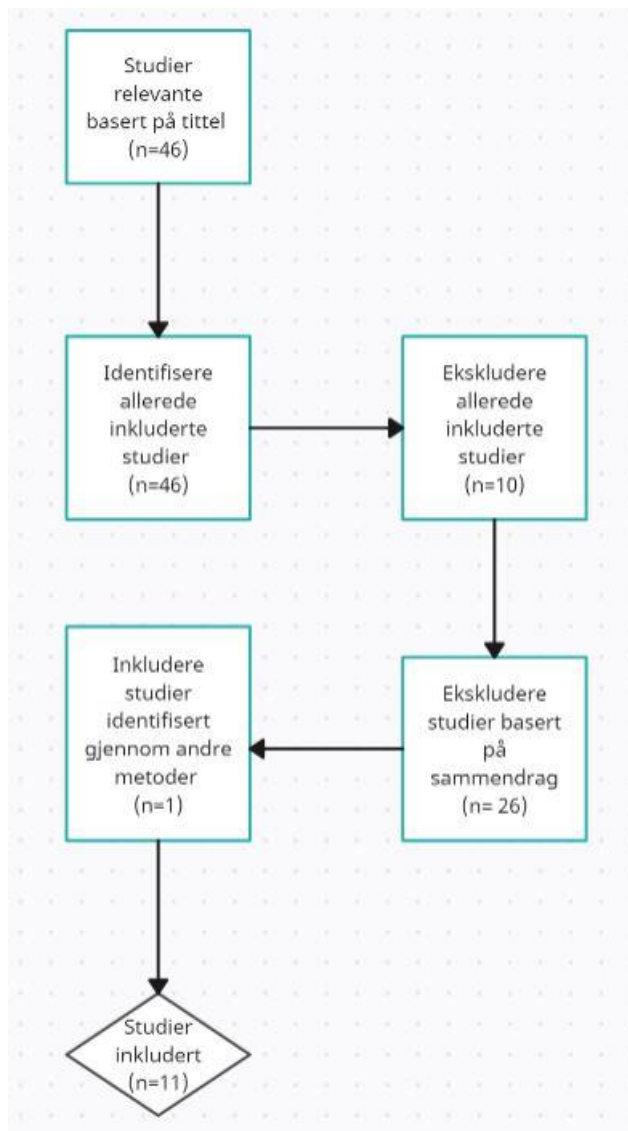 Studier
relevante
basert på tittel
(n=46)
Identifisere
allerede
inkluderte
studier
(n=46)
Ekskludere
allerede
inkluderte
studier
(n=10)
Ekskludere
studier basert
på
sammendrag
(n= 26)
Inkludere
studier
identifisert
gjennom andre
metoder
(n=1)
Studier
inkludert
(n=11)